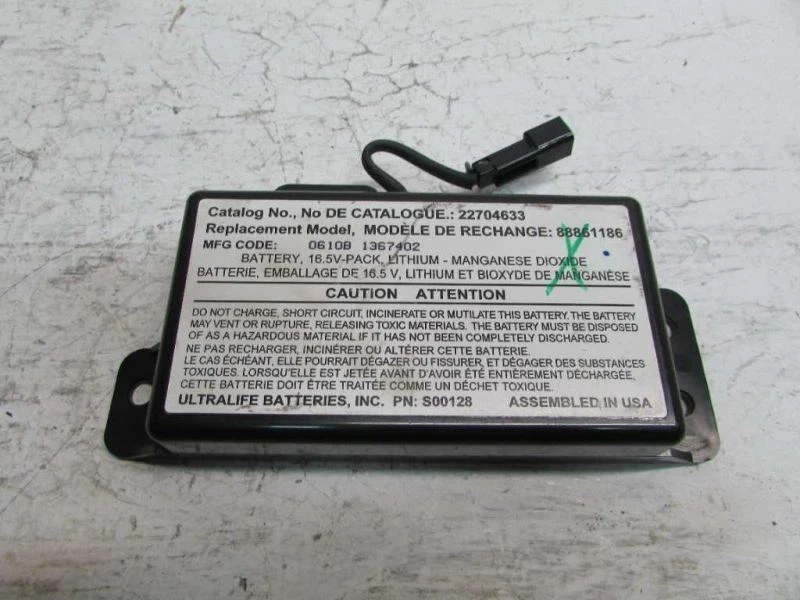 Catalog No., No DE CATALOGUE.: 22704633
Replacement Model, MODÈLE DE RECHANGE: 88861186
MFG CODE: 0610B 1367402
BATTERY, 16.5V-PACK, LITHIUM - MANGANESE DIOXIDE
BATTERIE, EMBALLAGE DE 16.5 V, LITHIUM ET BIOXYDE DE MANGANÈSE
CAUTION ATTENTION
DO NOT CHARGE, SHORT CIRCUIT, INCINERATE OR MUTILATE THIS BATTERY. THE BATTERY
MAY VENT OR RUPTURE, RELEASING TOXIC MATERIALS. THE BATTERY MUST BE DISPOSED
OF AS A HAZARDOUS MATERIAL IF IT HAS NOT BEEN COMPLETELY DISCHARGED.
NE PAS RECHARGER, INCINÉRER OU ALTÉRER CETTE BATTERIE.
LE CAS ÉCHÉANT, ELLE POURRAIT DÉGAZER OU FISSURER, ET DÉGAGER DES SUBSTANCES
TOXIQUES. LORSQU'ELLE EST JETÉE AVANT D'AVOIR ÉTÉ ENTIÈREMENT DÉCHARGÉE,
CETTE BATTERIE DOIT ÊTRE TRAITÉE COMME UN DÉCHET TOXIQUE.
ULTRALIFE BATTERIES, INC. PN: S00128 ASSEMBLED IN USA